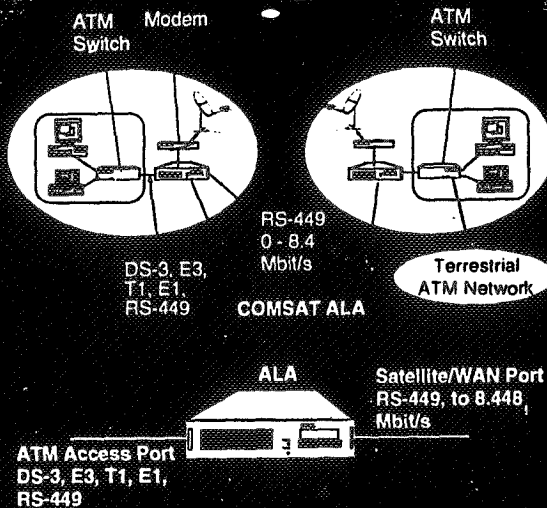 ATM
Switch
Modem
ATM
Switch
RS-449
0 - 8.4
Mbit/s
DS-3, E3,
T1, E1,
RS-449
COMSAT ALA
Terrestrial
ATM Network
ALA
Satellite/WAN Port
RS-449, to 8.448
Mbit/s
ATM Access Port
DS-3, E3, T1, E1,
RS-449